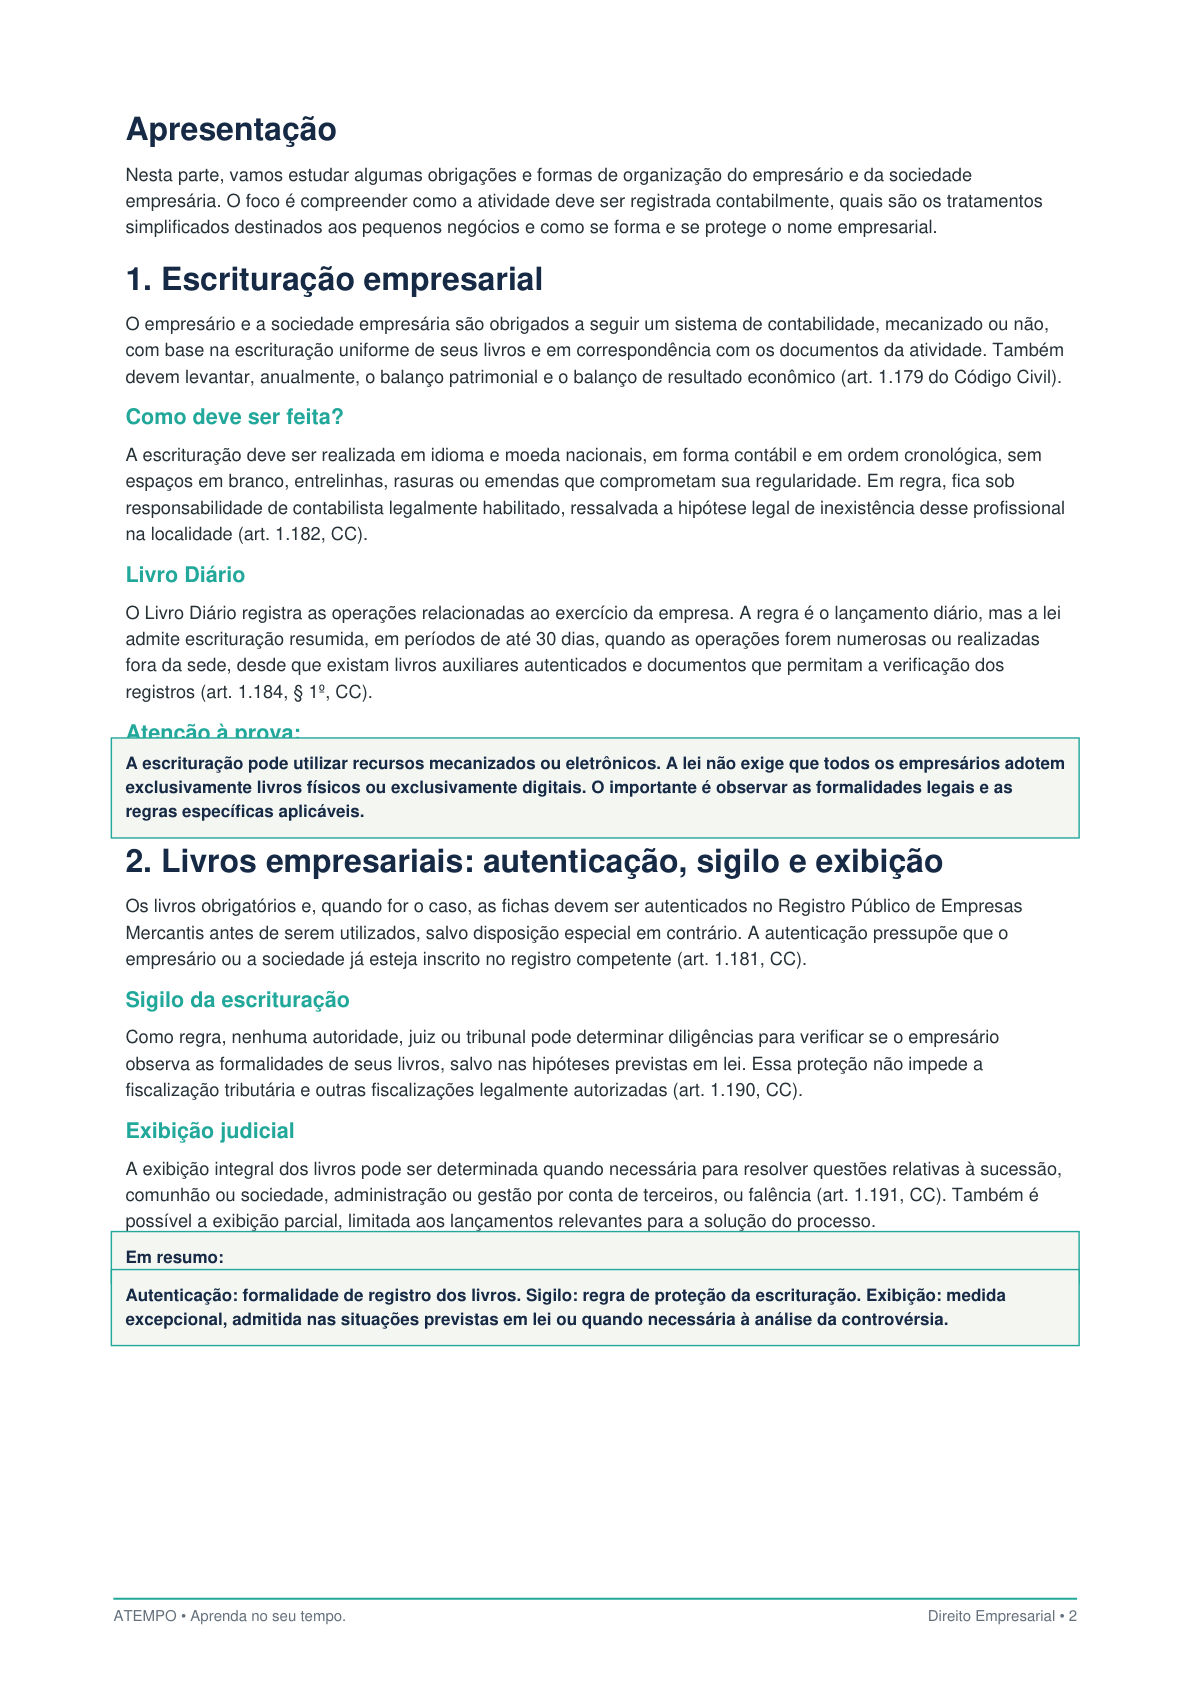 Apresentação
Nesta parte, vamos estudar algumas obrigações e formas de organização do empresário e da sociedade
empresária. O foco é compreender como a atividade deve ser registrada contabilmente, quais são os tratamentos
simplificados destinados aos pequenos negócios e como se forma e se protege o nome empresarial.
1. Escrituração empresarial
O empresário e a sociedade empresária são obrigados a seguir um sistema de contabilidade, mecanizado ou não,
com base na escrituração uniforme de seus livros e em correspondência com os documentos da atividade. Também
devem levantar, anualmente, o balanço patrimonial e o balanço de resultado econômico (art. 1.179 do Código Civil).
Como deve ser feita?
A escrituração deve ser realizada em idioma e moeda nacionais, em forma contábil e em ordem cronológica, sem
espaços em branco, entrelinhas, rasuras ou emendas que comprometam sua regularidade. Em regra, fica sob
responsabilidade de contabilista legalmente habilitado, ressalvada a hipótese legal de inexistência desse profissional
na localidade (art. 1.182, CC).
Livro Diário
O Livro Diário registra as operações relacionadas ao exercício da empresa. A regra é o lançamento diário, mas a lei
admite escrituração resumida, em períodos de até 30 dias, quando as operações forem numerosas ou realizadas
fora da sede, desde que existam livros auxiliares autenticados e documentos que permitam a verificação dos
registros (art. 1.184, § 1º, CC).
Atenção à prova:
A escrituração pode utilizar recursos mecanizados ou eletrônicos. A lei não exige que todos os empresários adotem
exclusivamente livros físicos ou exclusivamente digitais. O importante é observar as formalidades legais e as
regras específicas aplicáveis.
2. Livros empresariais: autenticação, sigilo e exibição
Os livros obrigatórios e, quando for o caso, as fichas devem ser autenticados no Registro Público de Empresas
Mercantis antes de serem utilizados, salvo disposição especial em contrário. A autenticação pressupõe que o
empresário ou a sociedade já esteja inscrito no registro competente (art. 1.181, CC).
Sigilo da escrituração
Como regra, nenhuma autoridade, juiz ou tribunal pode determinar diligências para verificar se o empresário
observa as formalidades de seus livros, salvo nas hipóteses previstas em lei. Essa proteção não impede a
fiscalização tributária e outras fiscalizações legalmente autorizadas (art. 1.190, CC).
Exibição judicial
A exibição integral dos livros pode ser determinada quando necessária para resolver questões relativas à sucessão,
comunhão ou sociedade, administração ou gestão por conta de terceiros, ou falência (art. 1.191, CC). Também é
possível a exibição parcial, limitada aos lançamentos relevantes para a solução do processo.
Em resumo:
Autenticação: formalidade de registro dos livros. Sigilo: regra de proteção da escrituração. Exibição: medida
excepcional, admitida nas situações previstas em lei ou quando necessária à análise da controvérsia.
ATEMPO • Aprenda no seu tempo.
Direito Empresarial • 2